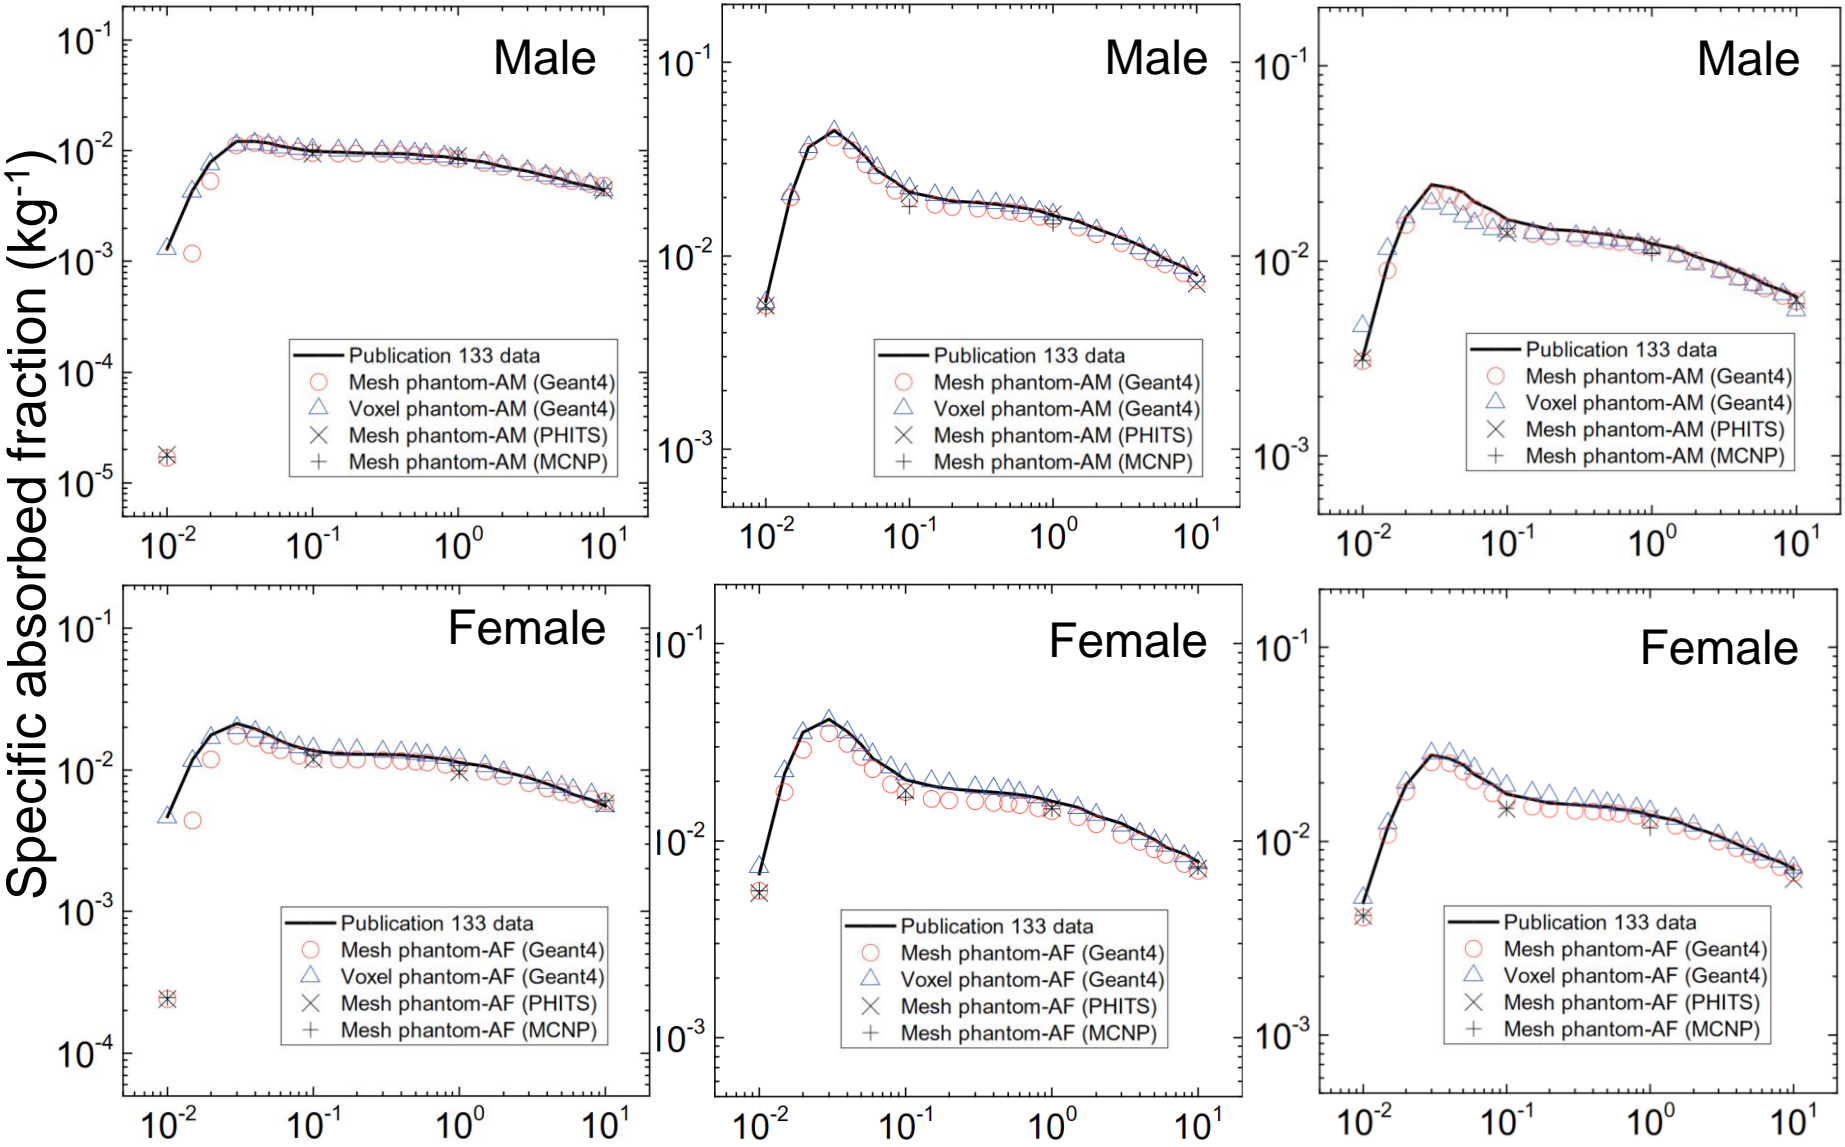 Specific absorbed fraction (kg⁻¹)
Male
10⁻¹
10⁻²
10⁻³
10⁻⁴
10⁻⁵
Publication 133 data
Mesh phantom-AM (Geant4)
Voxel phantom-AM (Geant4)
Mesh phantom-AM (PHITS)
Mesh phantom-AM (MCNP)
10⁻² 10⁻¹ 10⁰ 10¹
Male
10⁻¹
10⁻²
10⁻³
Publication 133 data
Mesh phantom-AM (Geant4)
Voxel phantom-AM (Geant4)
Mesh phantom-AM (PHITS)
Mesh phantom-AM (MCNP)
10⁻² 10⁻¹ 10⁰ 10¹
Male
10⁻¹
10⁻²
10⁻³
Publication 133 data
Mesh phantom-AM (Geant4)
Voxel phantom-AM (Geant4)
Mesh phantom-AM (PHITS)
Mesh phantom-AM (MCNP)
10⁻² 10⁻¹ 10⁰ 10¹
Female
10⁻¹
10⁻²
10⁻³
10⁻⁴
Publication 133 data
Mesh phantom-AF (Geant4)
Voxel phantom-AF (Geant4)
Mesh phantom-AF (PHITS)
Mesh phantom-AF (MCNP)
10⁻² 10⁻¹ 10⁰ 10¹
Female
10⁻¹
10⁻²
10⁻³
Publication 133 data
Mesh phantom-AF (Geant4)
Voxel phantom-AF (Geant4)
Mesh phantom-AF (PHITS)
Mesh phantom-AF (MCNP)
10⁻² 10⁻¹ 10⁰ 10¹
Female
10⁻¹
10⁻²
10⁻³
Publication 133 data
Mesh phantom-AF (Geant4)
Voxel phantom-AF (Geant4)
Mesh phantom-AF (PHITS)
Mesh phantom-AF (MCNP)
10⁻² 10⁻¹ 10⁰ 10¹